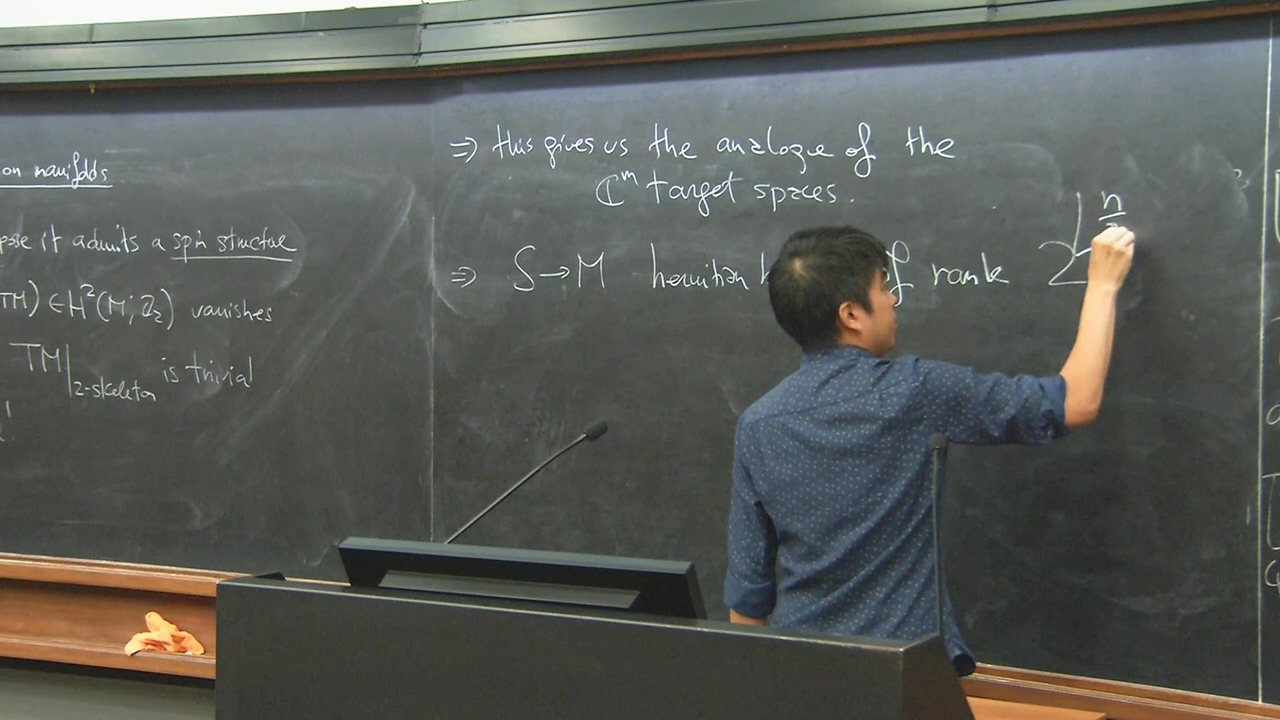 on manifolds
pose it admits a spin structure
TM) ∈ H²(M; ℤ₂) vanishes
TM|2-skeleton is trivial
⇒ this gives us the analogue of the
ℂᵐ target spaces.
⇒ S→M hermitian of rank 2⌊n